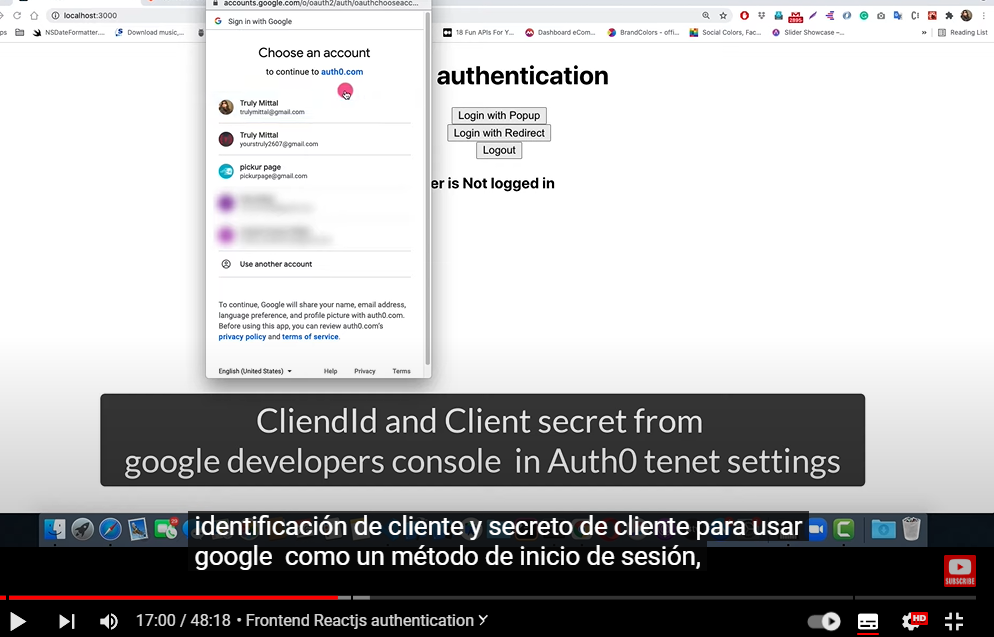 accounts.google.com/o/oauth2/auth/oauthchooseacc...
localhost:3000
2895
ps
NSDateFormatter....
Download music,...
18 Fun APIs For Y...
Dashboard eCom...
BrandColors - offi...
Social Colors, Fac...
Slider Showcase –...
»
Reading List
Sign in with Google
Choose an account
to continue to auth0.com
Truly Mittal
trulymittal@gmail.com
Truly Mittal
yourstruly2607@gmail.com
pickur page
pickurpage@gmail.com
Use another account
To continue, Google will share your name, email address,
language preference, and profile picture with auth0.com.
Before using this app, you can review auth0.com's
privacy policy and terms of service.
English (United States)
Help
Privacy
Terms
authentication
Login with Popup
Login with Redirect
Logout
er is Not logged in
CliendId and Client secret from
google developers console in Auth0 tenet settings
identificación de cliente y secreto de cliente para usar
google como un método de inicio de sesión,
SUBSCRIBE
17:00 / 48:18 • Frontend Reactjs authentication
HD